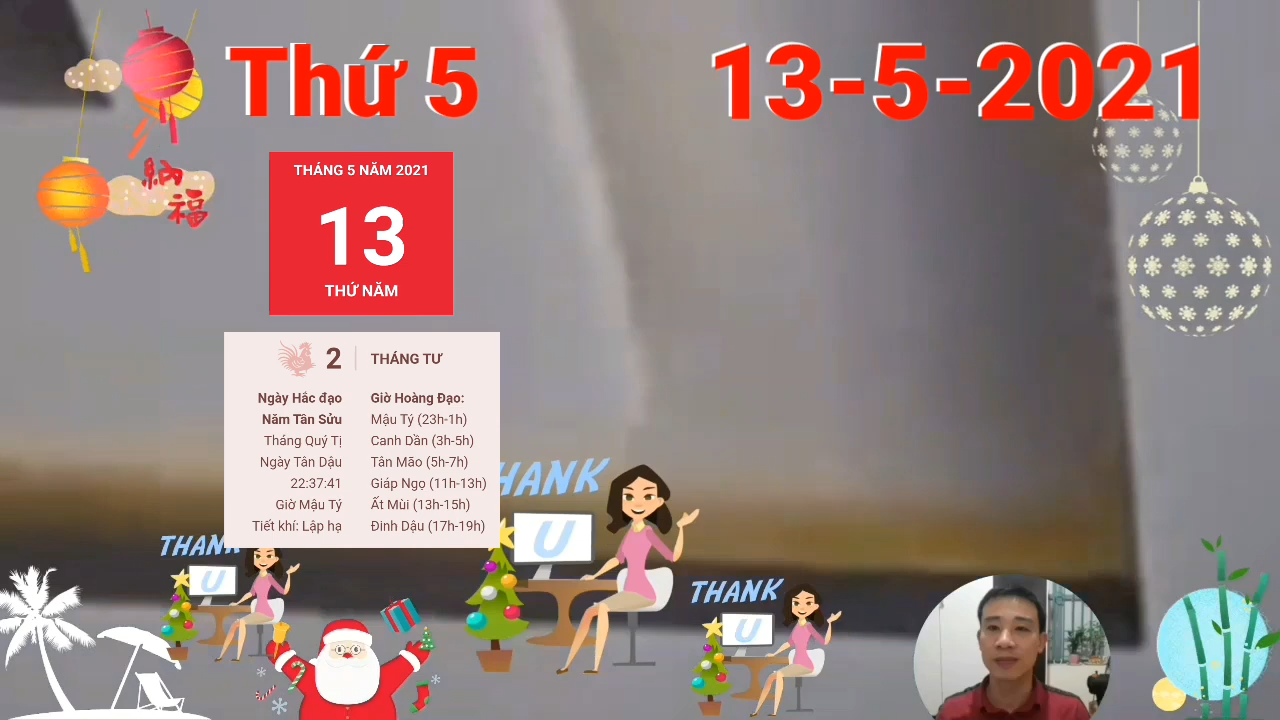 Thứ 5
13-5-2021
納
福
THÁNG 5 NĂM 2021
13
THỨ NĂM
2
THÁNG TƯ
Ngày Hắc đạo
Năm Tân Sửu
Tháng Quý Tị
Ngày Tân Dậu
22:37:41
Giờ Mậu Tý
Tiết khí: Lập hạ
Giờ Hoàng Đạo:
Mậu Tý (23h-1h)
Canh Dần (3h-5h)
Tân Mão (5h-7h)
Giáp Ngọ (11h-13h)
Ất Mùi (13h-15h)
Đinh Dậu (17h-19h)
HANK
U
THANK
U
THANK
U